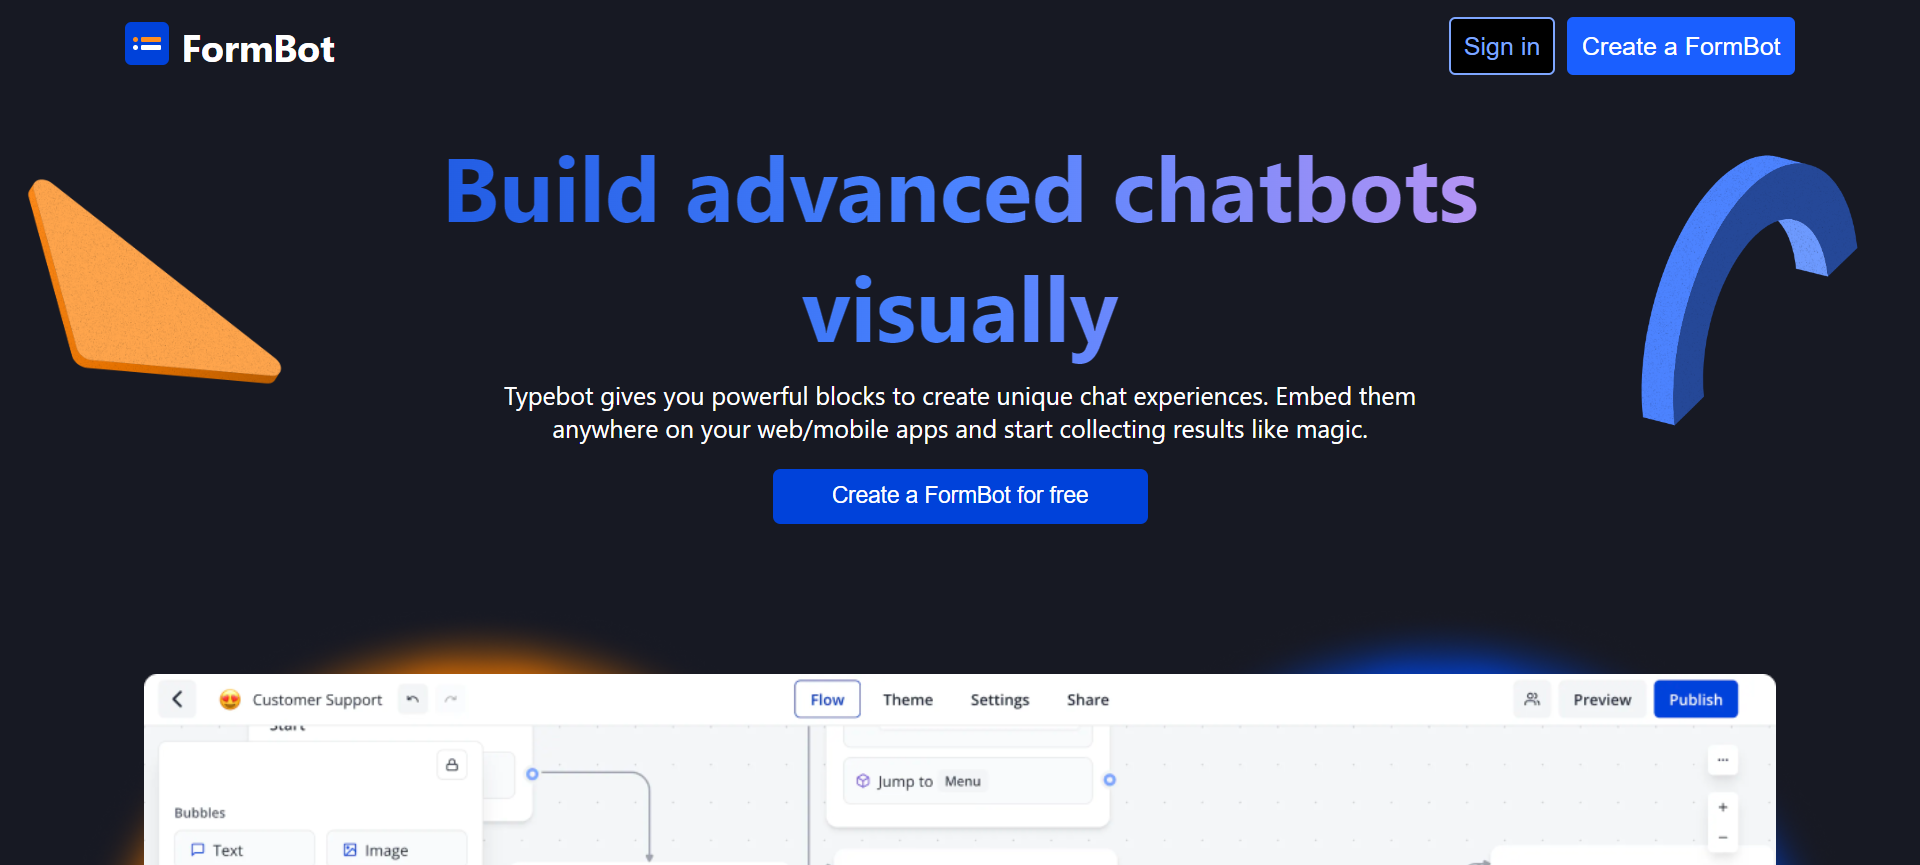 FormBot
Sign in
Create a FormBot
Build advanced chatbots
visually
Typebot gives you powerful blocks to create unique chat experiences. Embed them
anywhere on your web/mobile apps and start collecting results like magic.
Create a FormBot for free
Customer Support
Flow
Theme
Settings
Share
Preview
Publish
Start
Jump to Menu
Bubbles
Text
Image